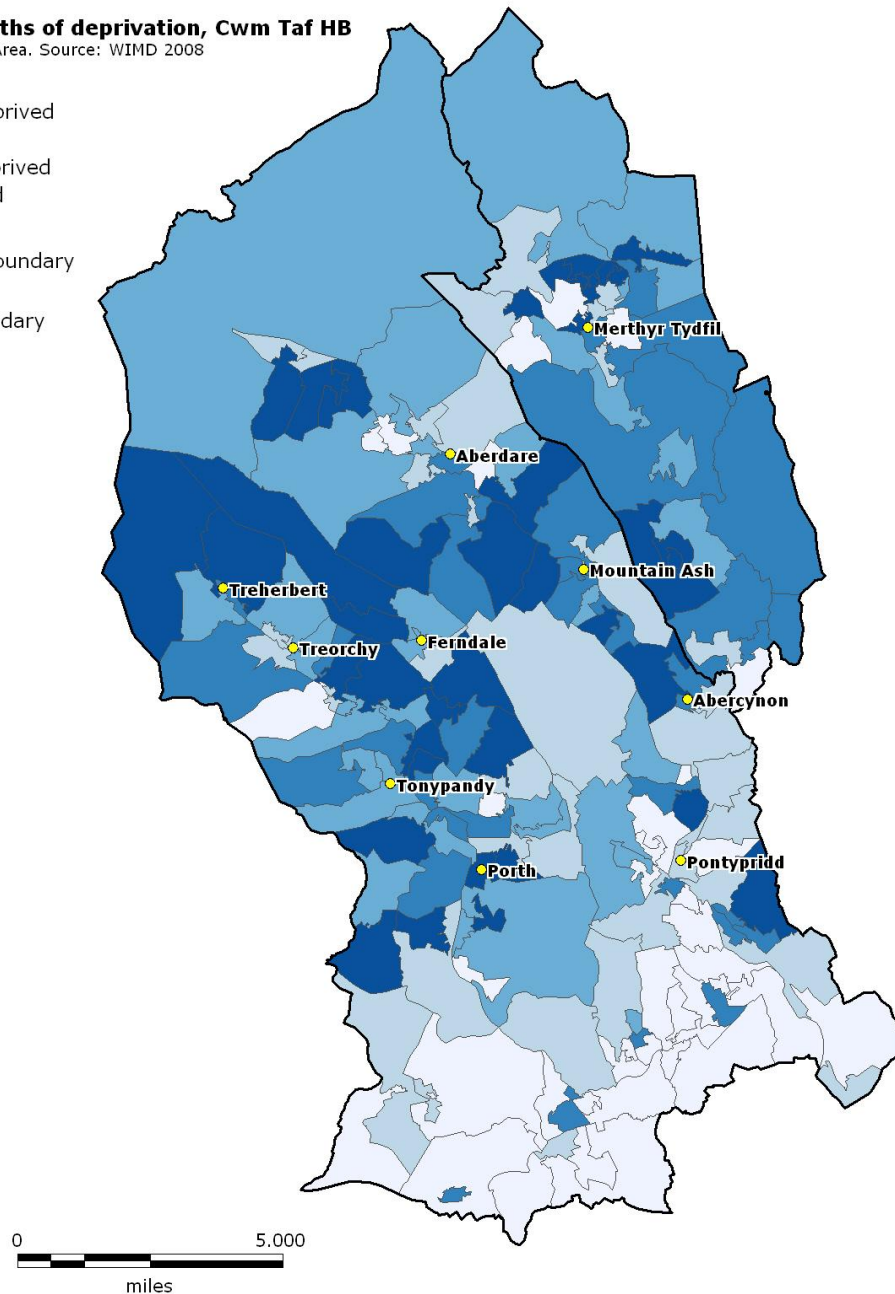 ths of deprivation, Cwm Taf HB
Area. Source: WIMD 2008
prived
prived
d
oundary
dary
Merthyr Tydfil
Aberdare
Mountain Ash
Treherbert
Ferndale
Treorchy
Abercynon
Tonypandy
Pontypridd
Porth
0 5.000
miles